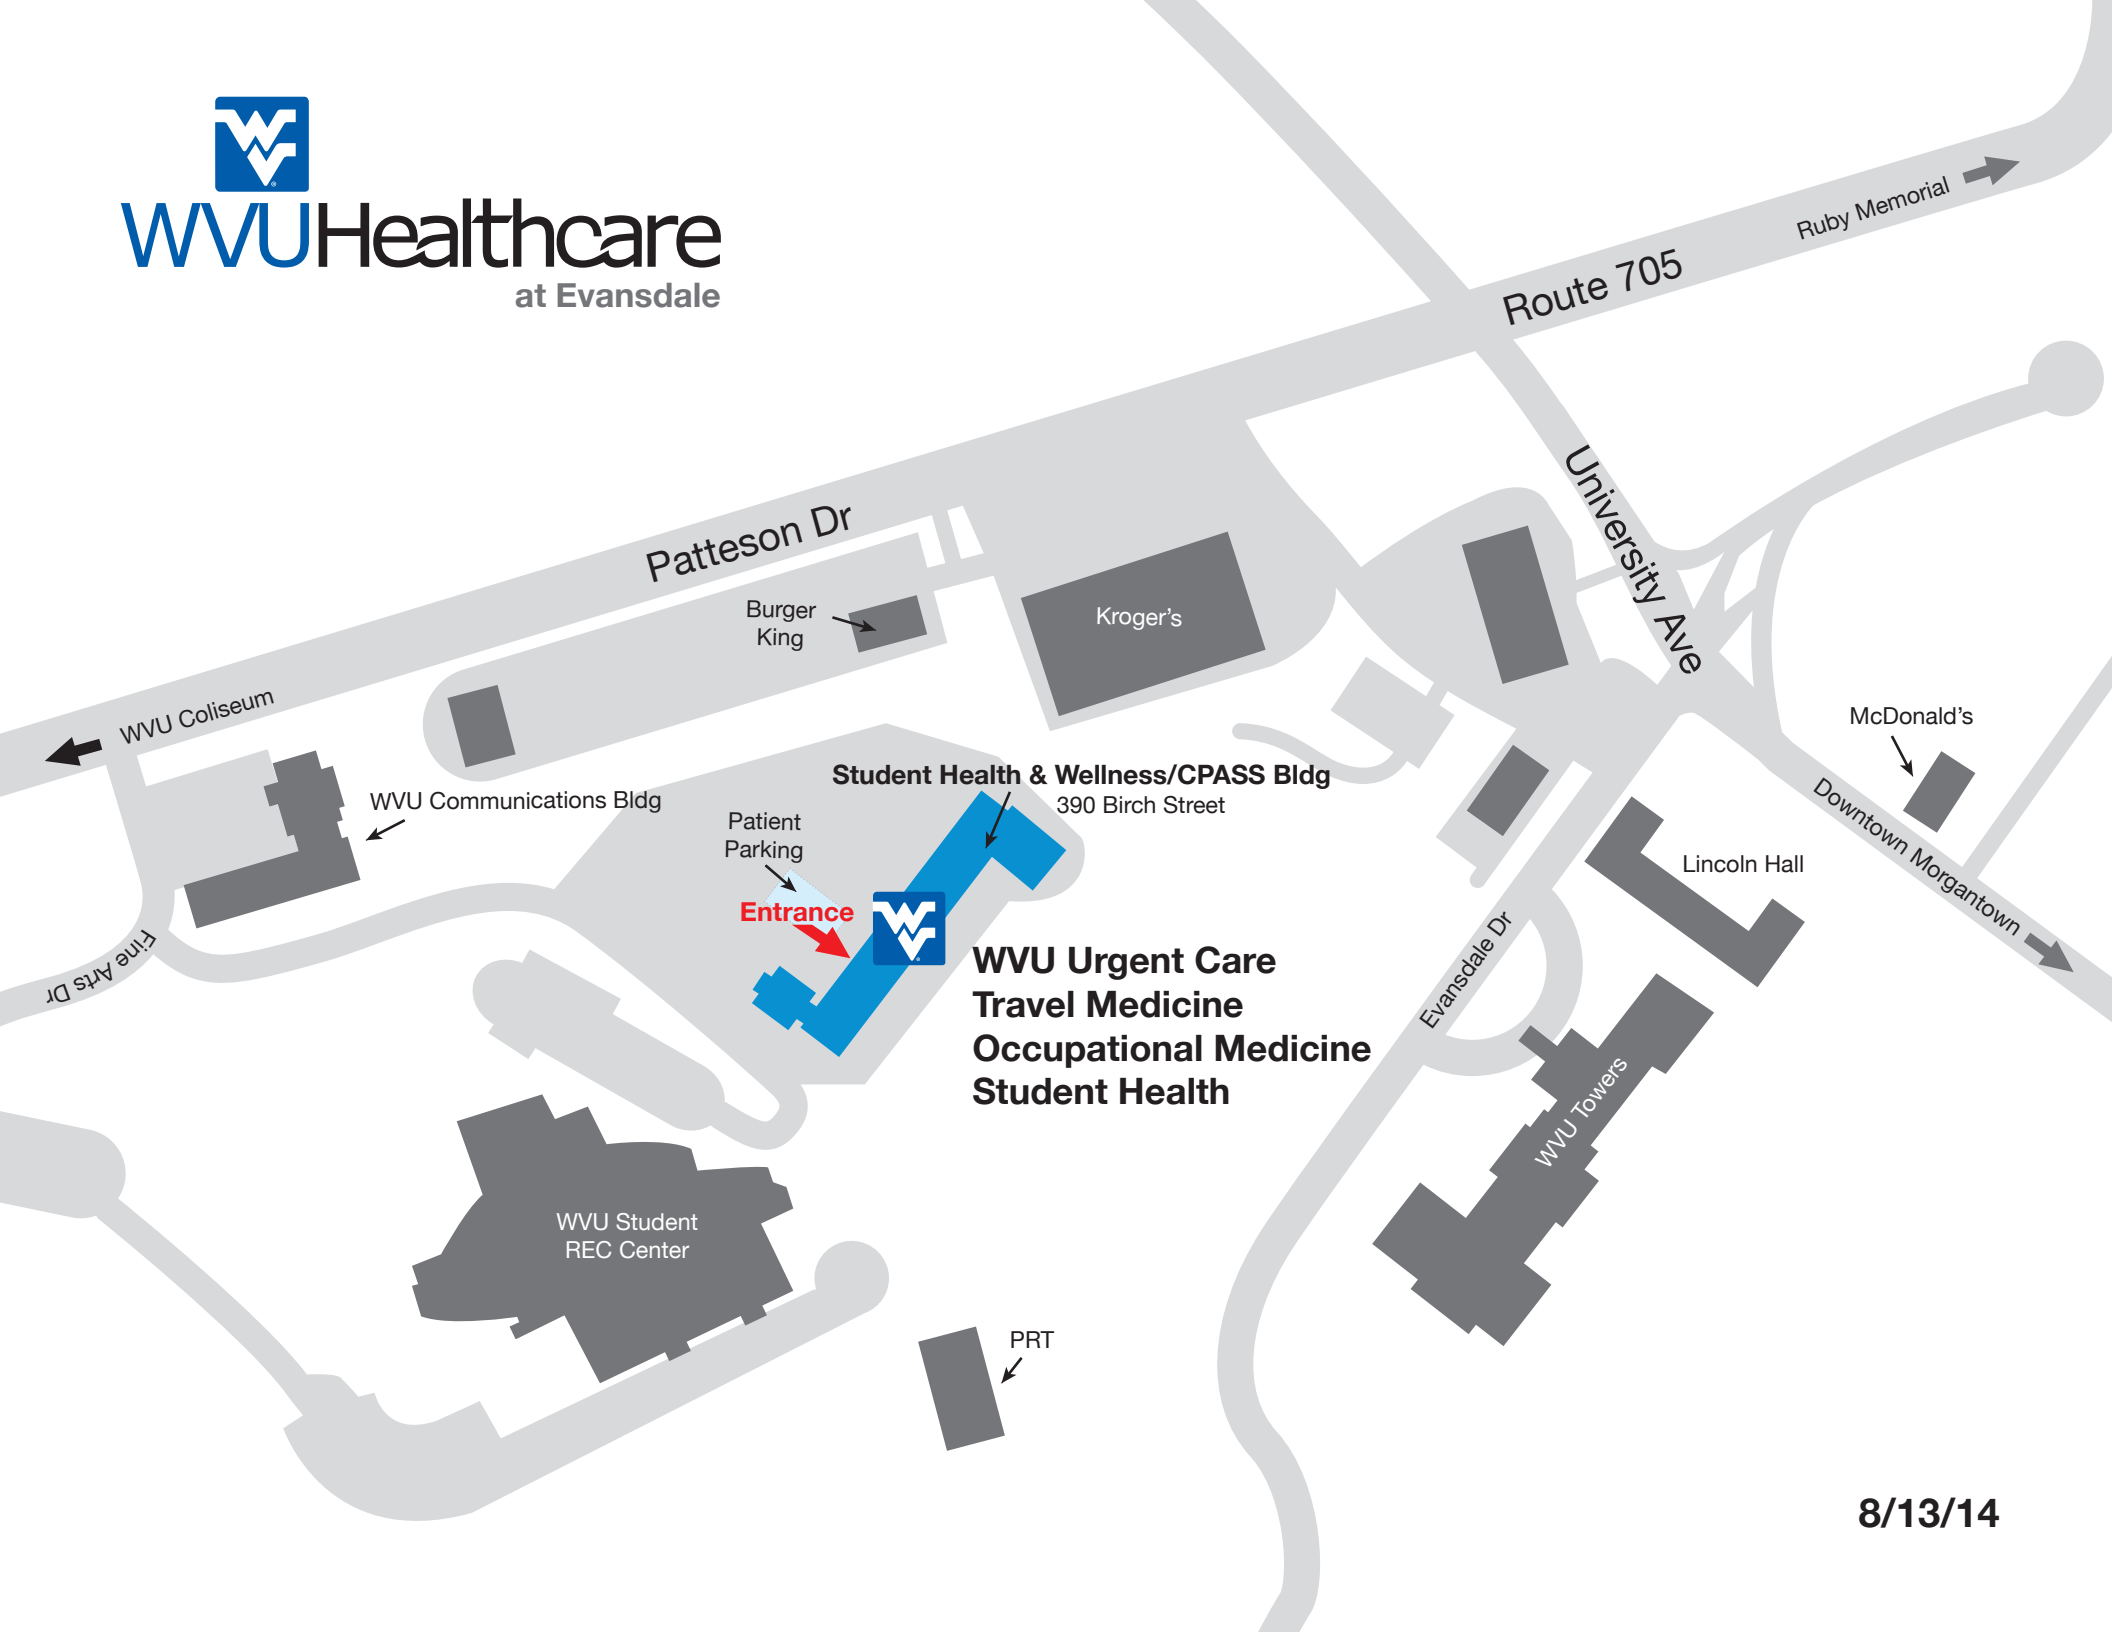 WV
WVUHealthcare
at Evansdale
Ruby Memorial
Route 705
University Ave
Patteson Dr
Burger
King
Kroger's
WVU Coliseum
McDonald's
WVU Communications Bldg
Student Health & Wellness/CPASS Bldg
390 Birch Street
Patient
Parking
Entrance
WV
Downtown Morgantown
Lincoln Hall
Fine Arts Dr
WVU Urgent Care
Travel Medicine
Occupational Medicine
Student Health
Evansdale Dr
WVU Towers
WVU Student
REC Center
PRT
8/13/14